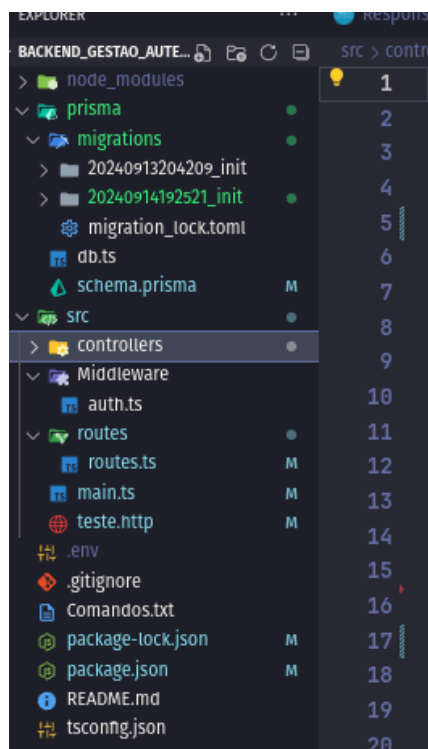 EXPLORER ... Respons
BACKEND_GESTAO_AUTE... src > contr
node_modules 1
prisma 2
migrations 3
20240913204209_init 4
20240914192521_init 5
migration_lock.toml 6
db.ts 7
schema.prisma M 8
src 9
controllers 10
Middleware 11
auth.ts 12
routes 13
routes.ts M 14
main.ts M 15
teste.http M 16
.env 17
.gitignore 18
Comandos.txt 19
package-lock.json M 20
package.json M
README.md
tsconfig.json